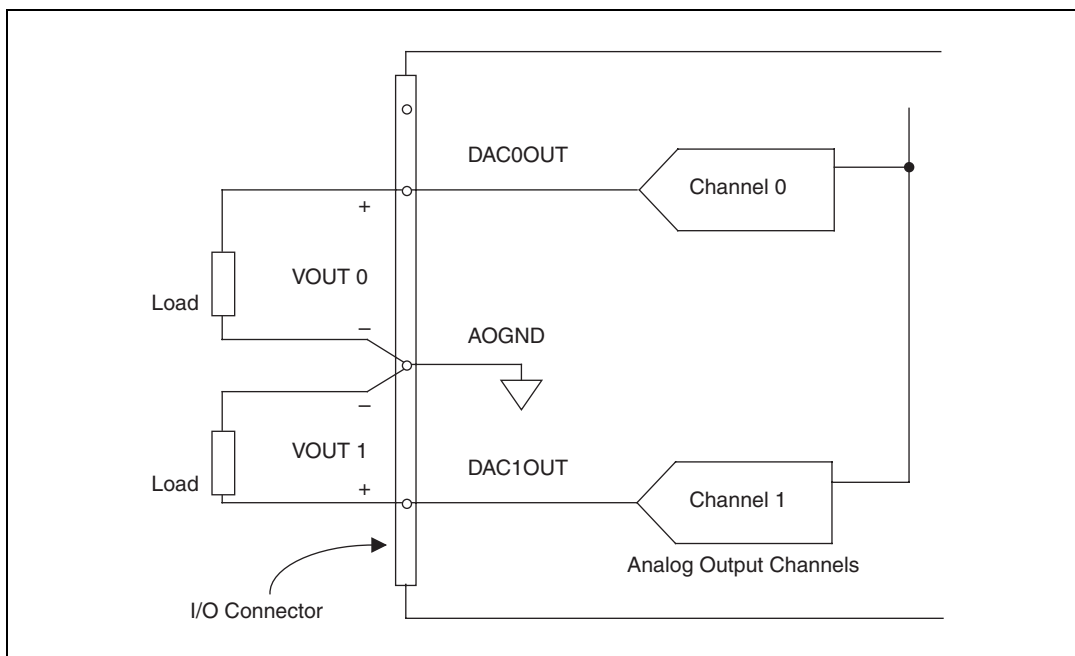 DAC0OUT
Channel 0
+
VOUT 0
Load
–
AOGND
–
VOUT 1
DAC1OUT
Load
+
Channel 1
Analog Output Channels
I/O Connector